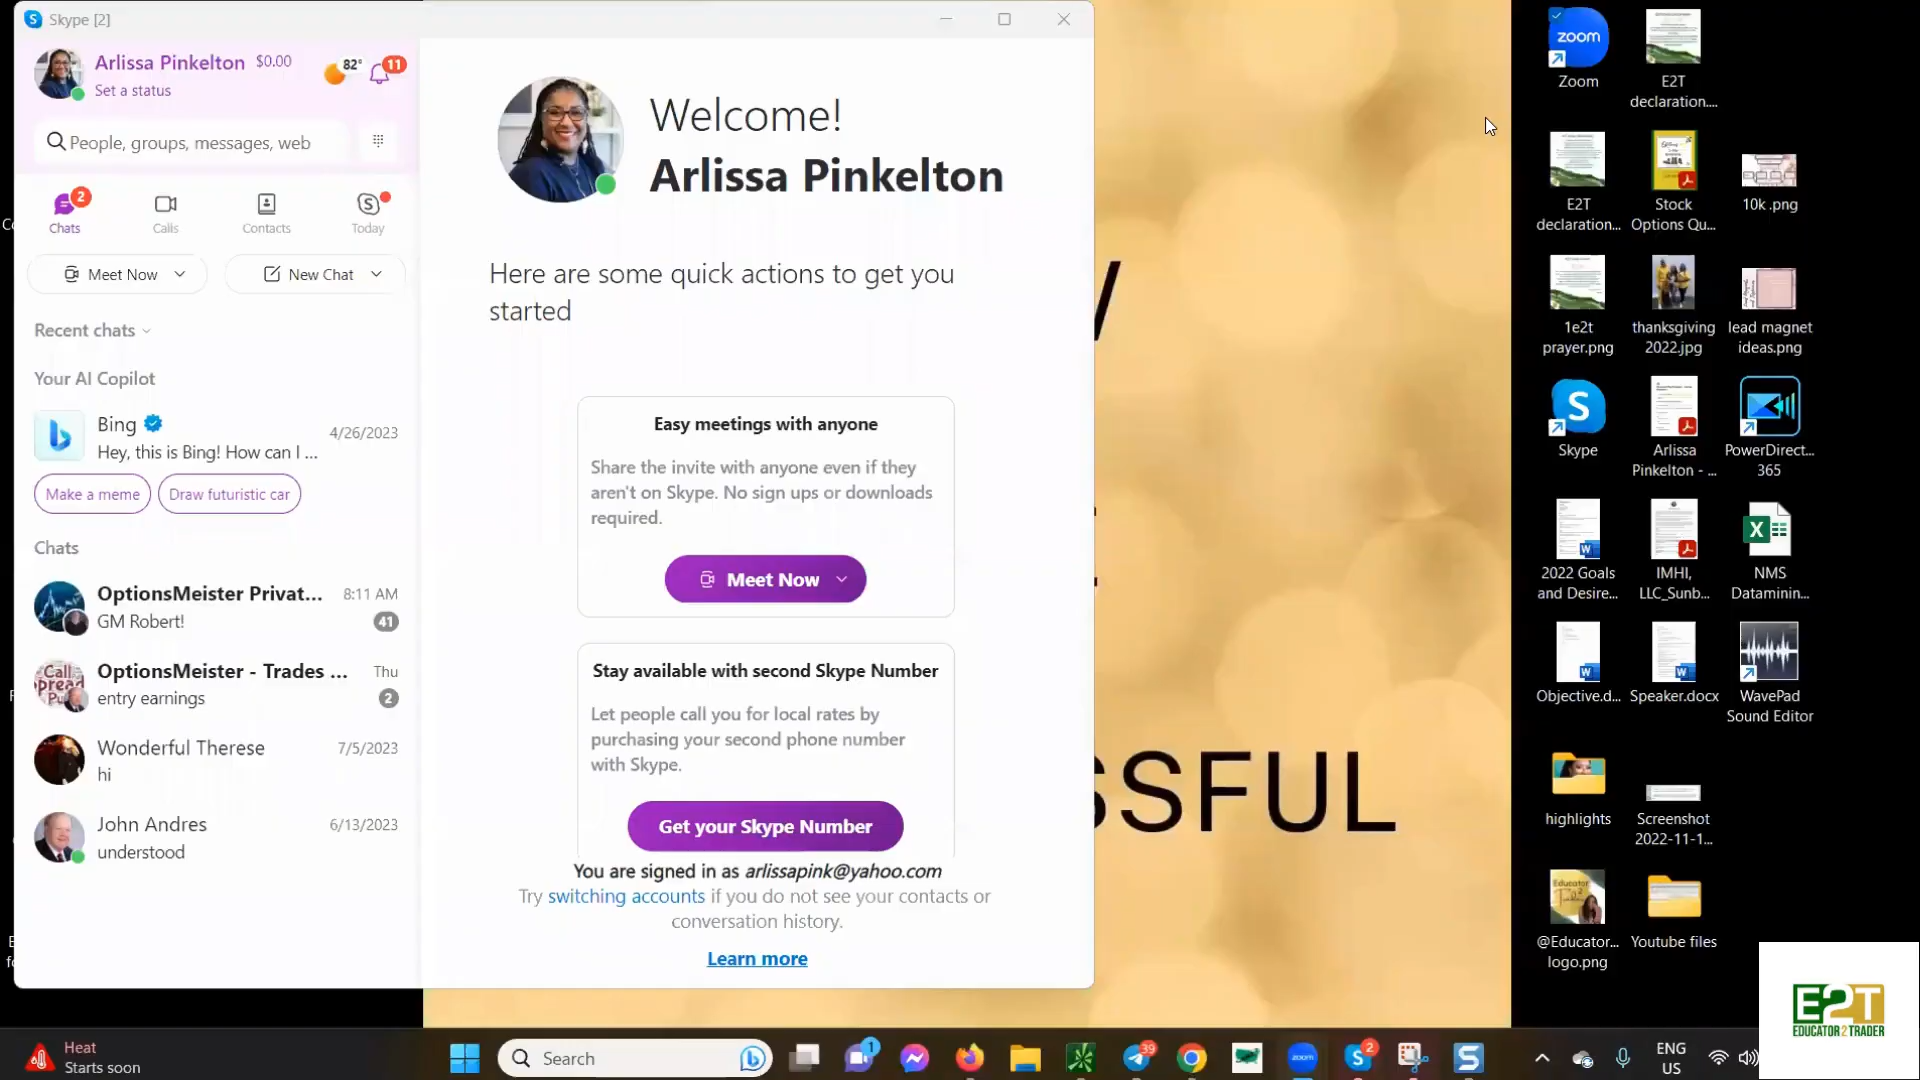 Skype [2]
Arlissa Pinkelton $0.00
Set a status
82°
11
People, groups, messages, web
2
Chats
Calls
Contacts
Today
Meet Now
New Chat
Recent chats
Your AI Copilot
Bing
4/26/2023
Hey, this is Bing! How can I ...
Make a meme
Draw futuristic car
Chats
OptionsMeister Privat...
8:11 AM
GM Robert!
41
OptionsMeister - Trades ...
Thu
entry earnings
2
Wonderful Therese
7/5/2023
hi
John Andres
6/13/2023
understood
Welcome!
Arlissa Pinkelton
Here are some quick actions to get you
started
Easy meetings with anyone
Share the invite with anyone even if they
aren't on Skype. No sign ups or downloads
required.
Meet Now
Stay available with second Skype Number
Let people call you for local rates by
purchasing your second phone number
with Skype.
Get your Skype Number
You are signed in as arlissapink@yahoo.com
Try switching accounts if you do not see your contacts or
conversation history.
Learn more
SSFUL
zoom
Zoom
E2T
declaration....
E2T
declaration...
Stock
Options Qu...
10k .png
1e2t
prayer.png
thanksgiving
2022.jpg
lead magnet
ideas.png
Skype
Arlissa
Pinkelton - ...
PowerDirect...
365
2022 Goals
and Desire...
IMHI,
LLC_Sunb...
NMS
Dataminin...
Objective.d...
Speaker.docx
WavePad
Sound Editor
highlights
Screenshot
2022-11-1...
@Educator...
logo.png
Youtube files
E2T
EDUCATOR2TRADER
Heat
Starts soon
Search
1
39
zoom
2
ENG
US